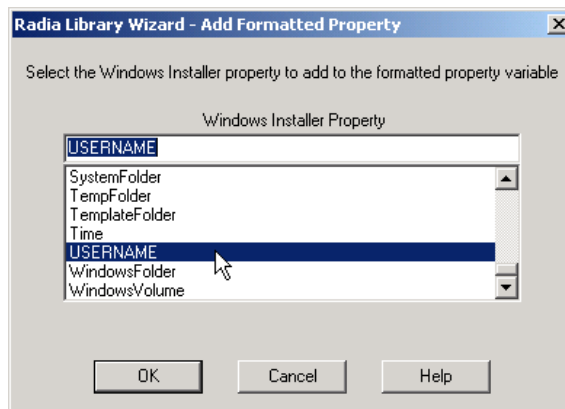 Radia Library Wizard - Add Formatted Property
Select the Windows Installer property to add to the formatted property variable
Windows Installer Property
USERNAME
SystemFolder
TempFolder
TemplateFolder
Time
USERNAME
WindowsFolder
WindowsVolume
OK Cancel Help